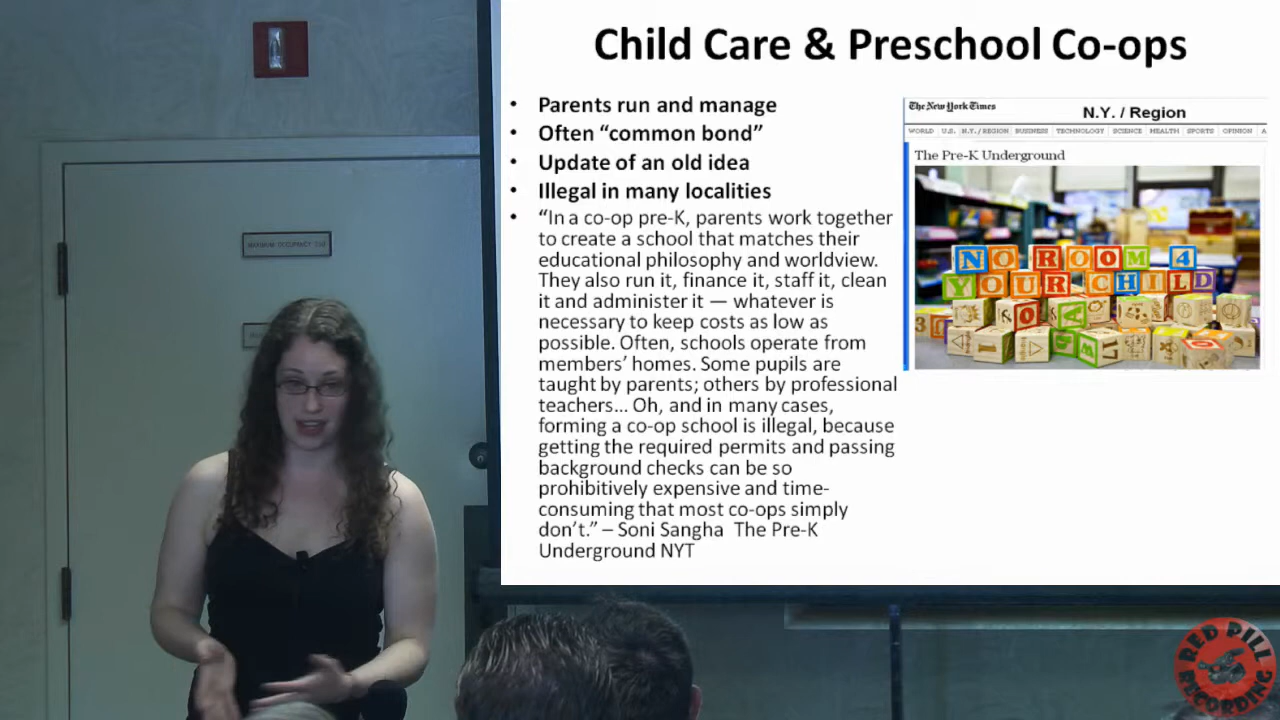 Child Care & Preschool Co-ops
• Parents run and manage
• Often “common bond”
• Update of an old idea
• Illegal in many localities
• “In a co-op pre-K, parents work together
to create a school that matches their
educational philosophy and worldview.
They also run it, finance it, staff it, clean
it and administer it — whatever is
necessary to keep costs as low as
possible. Often, schools operate from
members’ homes. Some pupils are
taught by parents; others by professional
teachers... Oh, and in many cases,
forming a co-op school is illegal, because
getting the required permits and passing
background checks can be so
prohibitively expensive and time-
consuming that most co-ops simply
don’t.” – Soni Sangha The Pre-K
Underground NYT
The New York Times
N.Y. / Region
WORLD U.S. N.Y. / REGION BUSINESS TECHNOLOGY SCIENCE HEALTH SPORTS OPINION A
The Pre-K Underground
NO ROOM 4
YOUR CHILD
MAXIMUM OCCUPANCY
RED PILL
RECORDING